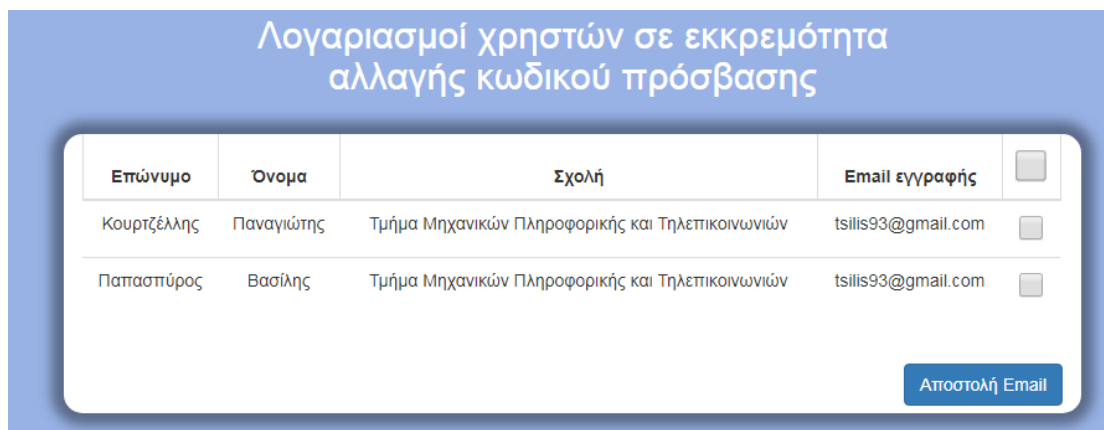 Λογαριασμοί χρηστών σε εκκρεμότητα
αλλαγής κωδικού πρόσβασης
Επώνυμο Όνομα Σχολή Email εγγραφής
Κουρτζέλλης Παναγιώτης Τμήμα Μηχανικών Πληροφορικής και Τηλεπικοινωνιών tsilis93@gmail.com
Παπασπύρος Βασίλης Τμήμα Μηχανικών Πληροφορικής και Τηλεπικοινωνιών tsilis93@gmail.com
Αποστολή Email